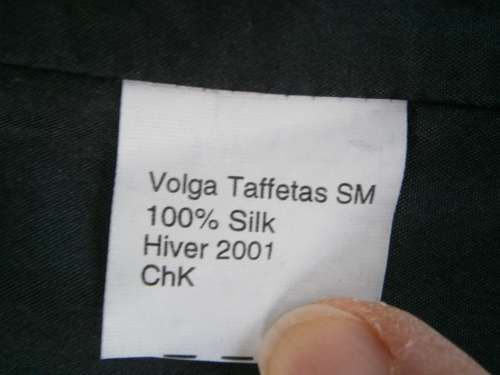 Volga Taffetas SM
100% Silk
Hiver 2001
ChK